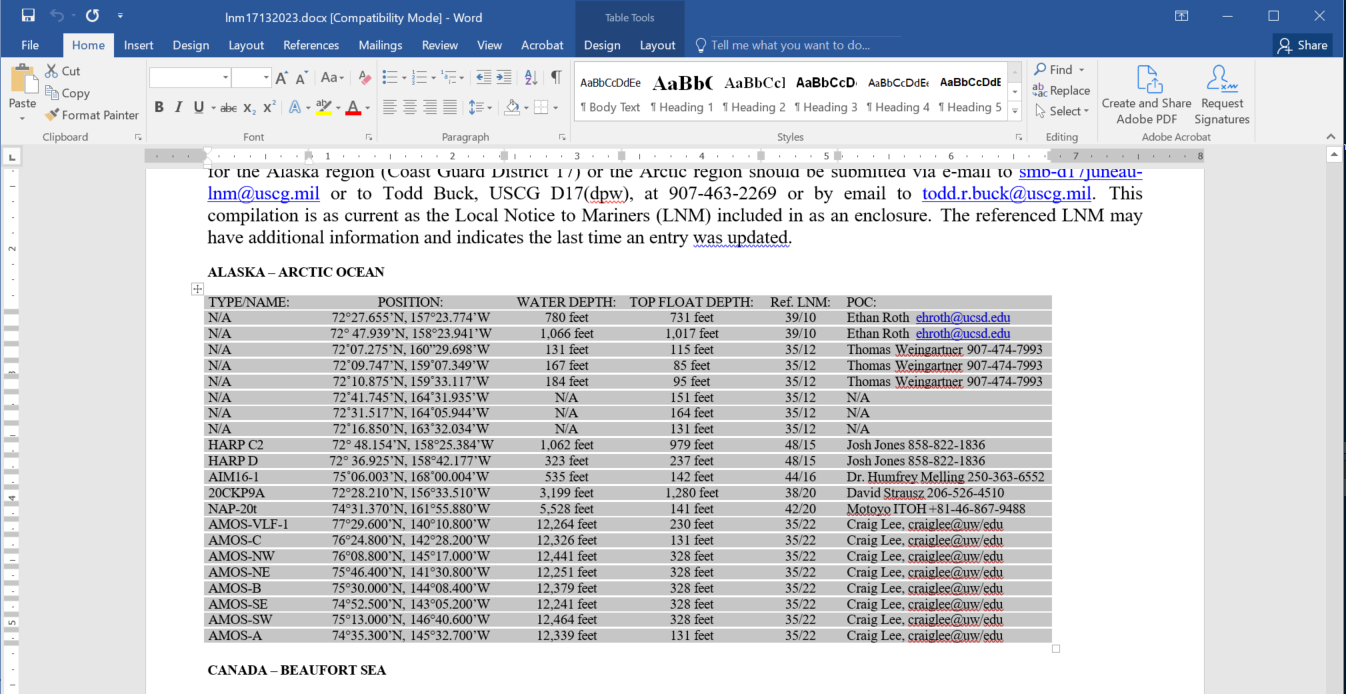 lnm17132023.docx [Compatibility Mode] - Word
Table Tools
File Home Insert Design Layout References Mailings Review View Acrobat Design Layout Tell me what you want to do... Share
Paste
Cut
Copy
Format Painter
Clipboard
Font
Paragraph
AaBbCcDdEe AaBbC AaBbCc] AaBbCcD AaBbCcDdEe AaBbCcDdE
¶ Body Text ¶ Heading 1 ¶ Heading 2 ¶ Heading 3 ¶ Heading 4 ¶ Heading 5
Styles
Find
Replace
Select
Editing
Create and Share Adobe PDF
Request Signatures
Adobe Acrobat
1 2 3 4 5 6 7 8
for the Alaska region (Coast Guard District 17) or the Arctic region should be submitted via e-mail to smb-d17juneau-
lnm@uscg.mil or to Todd Buck, USCG D17(dpw), at 907-463-2269 or by email to todd.r.buck@uscg.mil. This
compilation is as current as the Local Notice to Mariners (LNM) included in as an enclosure. The referenced LNM may
have additional information and indicates the last time an entry was updated.
ALASKA – ARCTIC OCEAN
TYPE/NAME: POSITION: WATER DEPTH: TOP FLOAT DEPTH: Ref. LNM: POC:
N/A 72°27.655’N, 157°23.774’W 780 feet 731 feet 39/10 Ethan Roth ehroth@ucsd.edu
N/A 72° 47.939’N, 158°23.941’W 1,066 feet 1,017 feet 39/10 Ethan Roth ehroth@ucsd.edu
N/A 72˚07.275’N, 160”29.698’W 131 feet 115 feet 35/12 Thomas Weingartner 907-474-7993
N/A 72˚09.747’N, 159˚07.349’W 167 feet 85 feet 35/12 Thomas Weingartner 907-474-7993
N/A 72˚10.875’N, 159˚33.117’W 184 feet 95 feet 35/12 Thomas Weingartner 907-474-7993
N/A 72˚41.745’N, 164˚31.935’W N/A 151 feet 35/12 N/A
N/A 72˚31.517’N, 164˚05.944’W N/A 164 feet 35/12 N/A
N/A 72˚16.850’N, 163˚32.034’W N/A 131 feet 35/12 N/A
HARP C2 72° 48.154’N, 158°25.384’W 1,062 feet 979 feet 48/15 Josh Jones 858-822-1836
HARP D 72° 36.925’N, 158°42.177’W 323 feet 237 feet 48/15 Josh Jones 858-822-1836
AIM16-1 75°06.003’N, 168°00.004’W 535 feet 142 feet 44/16 Dr. Humfrey Melling 250-363-6552
20CKP9A 72°28.210’N, 156°33.510’W 3,199 feet 1,280 feet 38/20 David Strausz 206-526-4510
NAP-20t 74°31.370’N, 161°55.880’W 5,528 feet 141 feet 42/20 Motoyo ITOH +81-46-867-9488
AMOS-VLF-1 77°29.600’N, 140°10.800’W 12,264 feet 230 feet 35/22 Craig Lee, craiglee@uw/edu
AMOS-C 76°24.800’N, 142°28.200’W 12,326 feet 131 feet 35/22 Craig Lee, craiglee@uw/edu
AMOS-NW 76°08.800’N, 145°17.000’W 12,441 feet 328 feet 35/22 Craig Lee, craiglee@uw/edu
AMOS-NE 75°46.400’N, 141°30.800’W 12,251 feet 328 feet 35/22 Craig Lee, craiglee@uw/edu
AMOS-B 75°30.000’N, 144°08.400’W 12,379 feet 328 feet 35/22 Craig Lee, craiglee@uw/edu
AMOS-SE 74°52.500’N, 143°05.200’W 12,241 feet 328 feet 35/22 Craig Lee, craiglee@uw/edu
AMOS-SW 75°13.000’N, 146°40.600’W 12,464 feet 328 feet 35/22 Craig Lee, craiglee@uw/edu
AMOS-A 74°35.300’N, 145°32.700’W 12,339 feet 131 feet 35/22 Craig Lee, craiglee@uw/edu
CANADA – BEAUFORT SEA